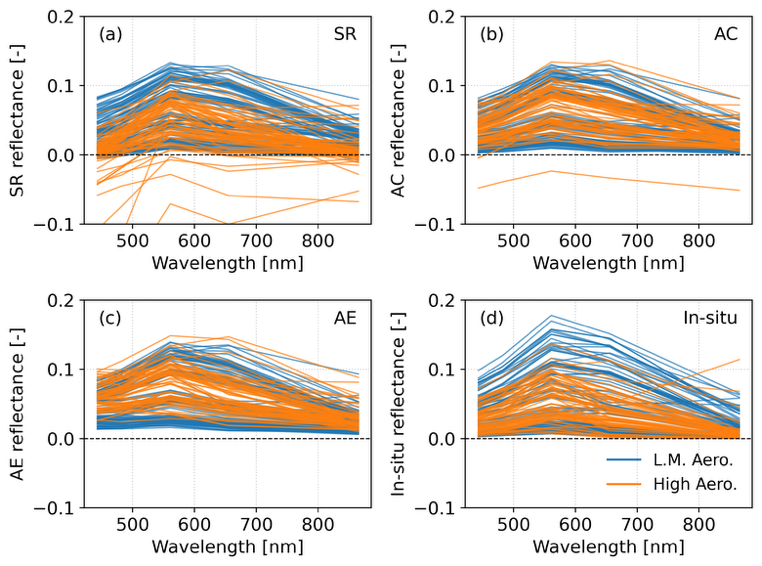 0.2
(a)
SR
0.1
0.0
−0.1
SR reflectance [-]
500
600
700
800
Wavelength [nm]
0.2
(b)
AC
0.1
0.0
−0.1
AC reflectance [-]
500
600
700
800
Wavelength [nm]
0.2
(c)
AE
0.1
0.0
−0.1
AE reflectance [-]
500
600
700
800
Wavelength [nm]
0.2
(d)
In-situ
0.1
0.0
−0.1
In-situ reflectance [-]
L.M. Aero.
High Aero.
500
600
700
800
Wavelength [nm]